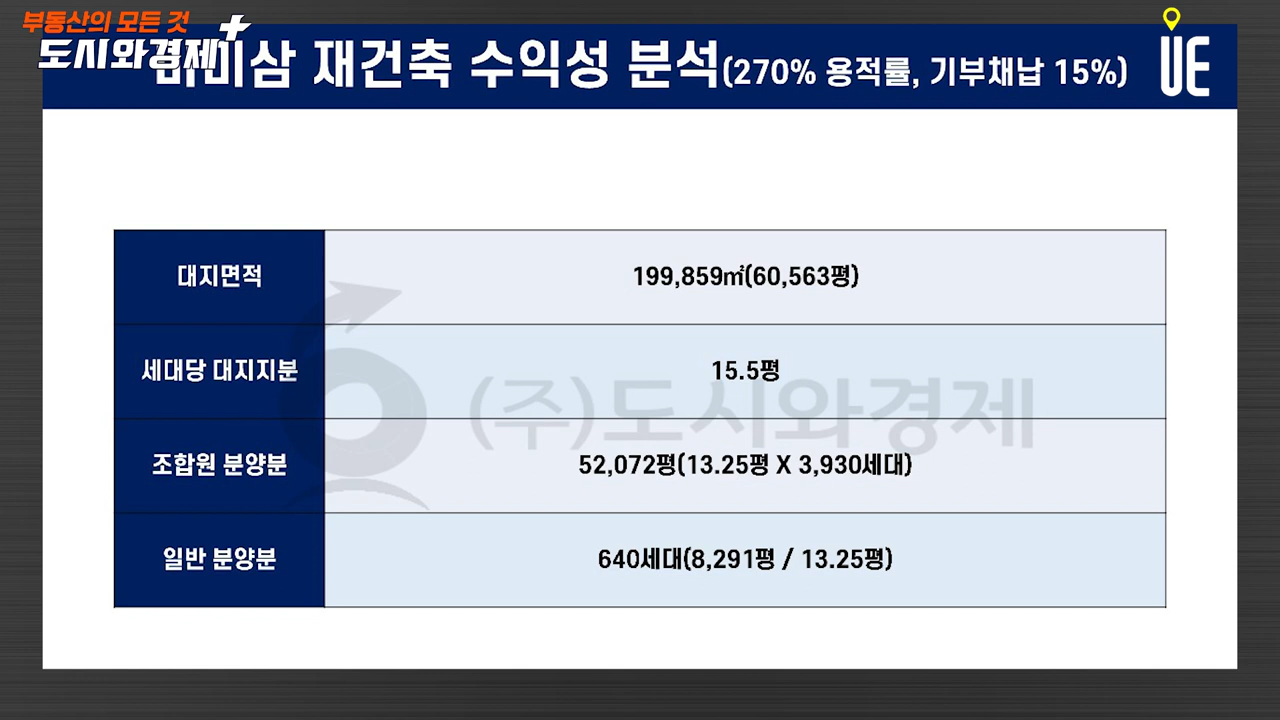 부동산의 모든 것
도시와경제+
재건축 수익성 분석(270% 용적률, 기부채납 15%)
UE
대지면적
199,859㎡(60,563평)
세대당 대지지분
15.5평
(주)도시와경제
조합원 분양분
52,072평(13.25평 X 3,930세대)
일반 분양분
640세대(8,291평 / 13.25평)